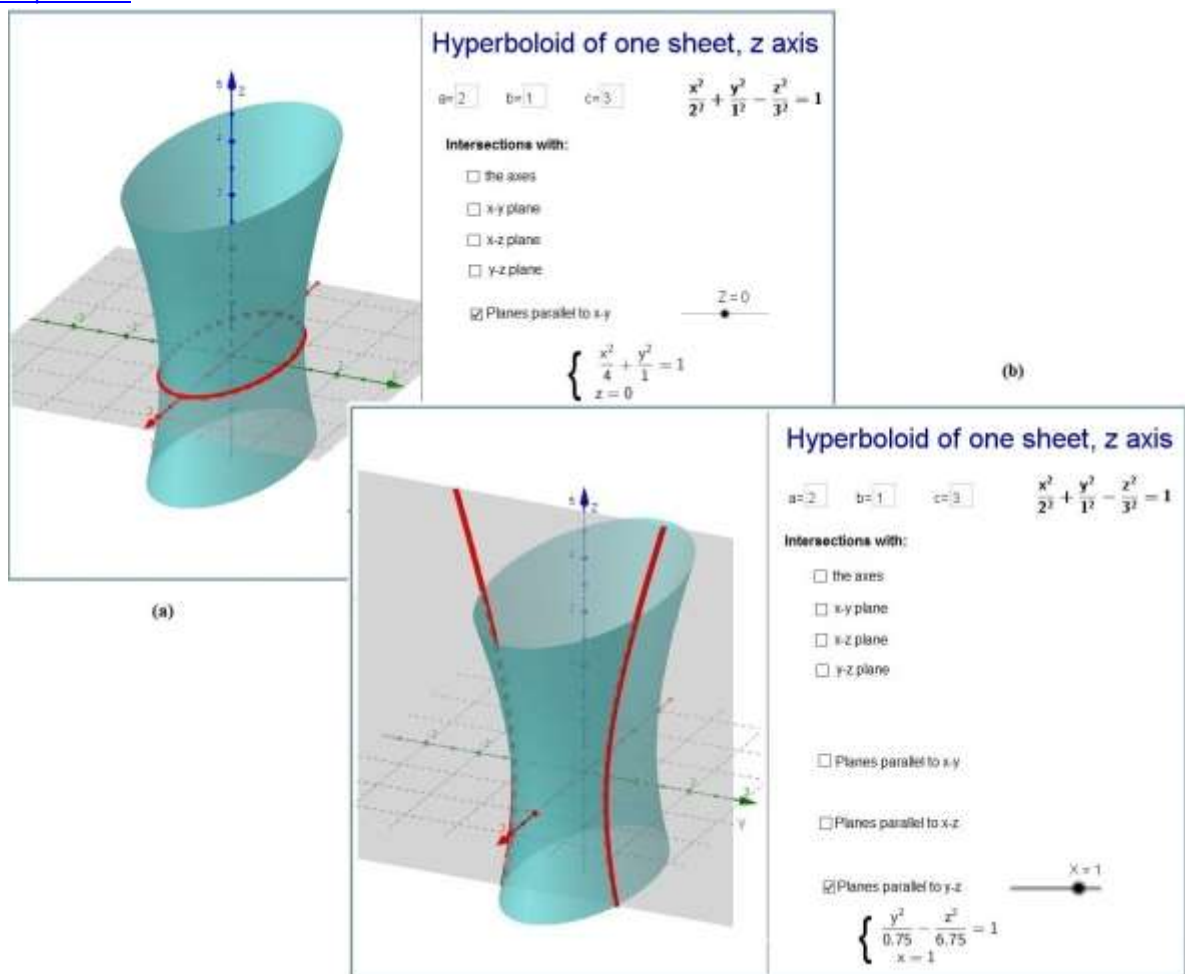 Hyperboloid of one sheet, z axis
a= 2 b= 1 c= 3 x²/2² + y²/1² − z²/3² = 1
Intersections with:
the axes
x-y plane
x-z plane
y-z plane
Planes parallel to x-y
Z = 0
{ x²/4 + y²/1 = 1
z = 0
z
(a)
(b)
Hyperboloid of one sheet, z axis
a= 2 b= 1 c= 3 x²/2² + y²/1² − z²/3² = 1
Intersections with:
the axes
x-y plane
x-z plane
y-z plane
Planes parallel to x-y
Planes parallel to x-z
Planes parallel to y-z
X = 1
{ y²/0.75 − z²/6.75 = 1
x = 1
z
y